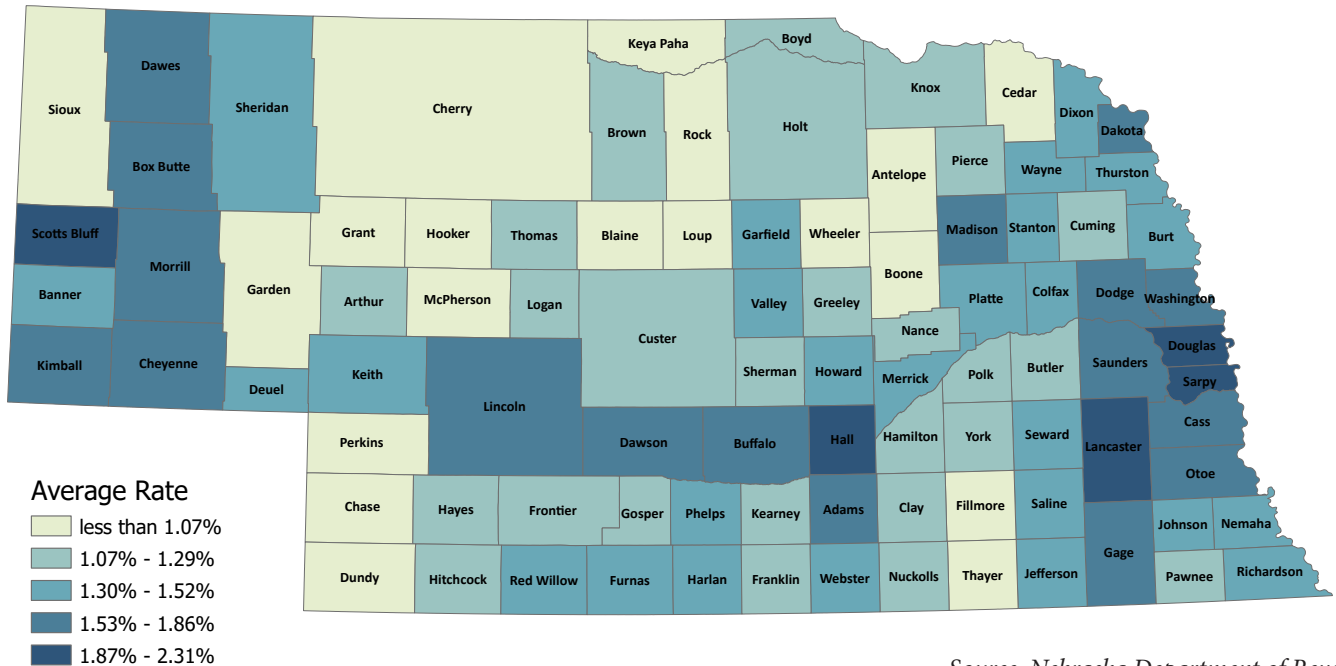 Keya Paha
Boyd
Dawes
Sioux
Sheridan
Cherry
Knox
Cedar
Dixon
Brown
Rock
Holt
Dakota
Box Butte
Antelope
Pierce
Wayne
Thurston
Scotts Bluff
Grant
Hooker
Thomas
Blaine
Loup
Garfield
Wheeler
Madison
Stanton
Cuming
Burt
Morrill
Garden
Boone
Banner
Arthur
McPherson
Logan
Valley
Greeley
Platte
Colfax
Dodge
Washington
Custer
Nance
Douglas
Kimball
Cheyenne
Deuel
Keith
Sherman
Howard
Merrick
Polk
Butler
Saunders
Sarpy
Lincoln
Perkins
Dawson
Buffalo
Hall
Hamilton
York
Seward
Lancaster
Cass
Otoe
Chase
Hayes
Frontier
Gosper
Phelps
Kearney
Adams
Clay
Fillmore
Saline
Johnson
Nemaha
Gage
Dundy
Hitchcock
Red Willow
Furnas
Harlan
Franklin
Webster
Nuckolls
Thayer
Jefferson
Pawnee
Richardson
Average Rate
less than 1.07%
1.07% - 1.29%
1.30% - 1.52%
1.53% - 1.86%
1.87% - 2.31%
Source Nebraska Department of